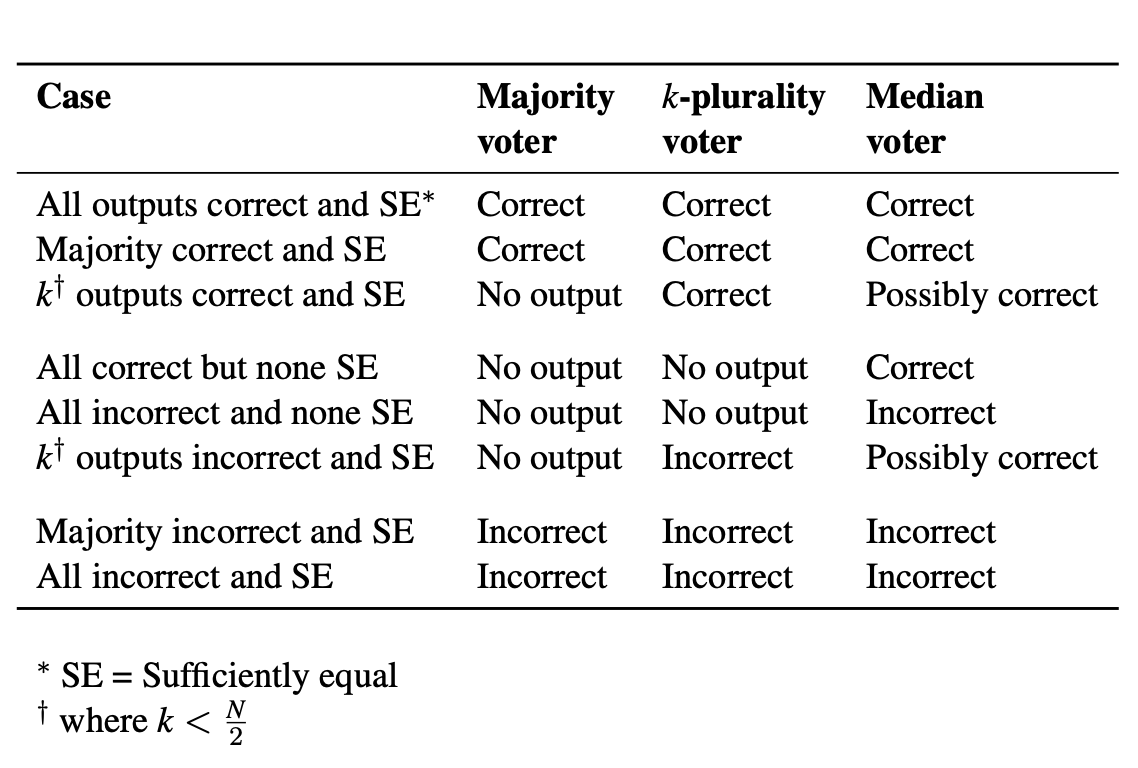 Case Majority voter k-plurality voter Median voter
All outputs correct and SE* Correct Correct Correct
Majority correct and SE Correct Correct Correct
k† outputs correct and SE No output Correct Possibly correct
All correct but none SE No output No output Correct
All incorrect and none SE No output No output Incorrect
k† outputs incorrect and SE No output Incorrect Possibly correct
Majority incorrect and SE Incorrect Incorrect Incorrect
All incorrect and SE Incorrect Incorrect Incorrect
* SE = Sufficiently equal
† where k < N/2